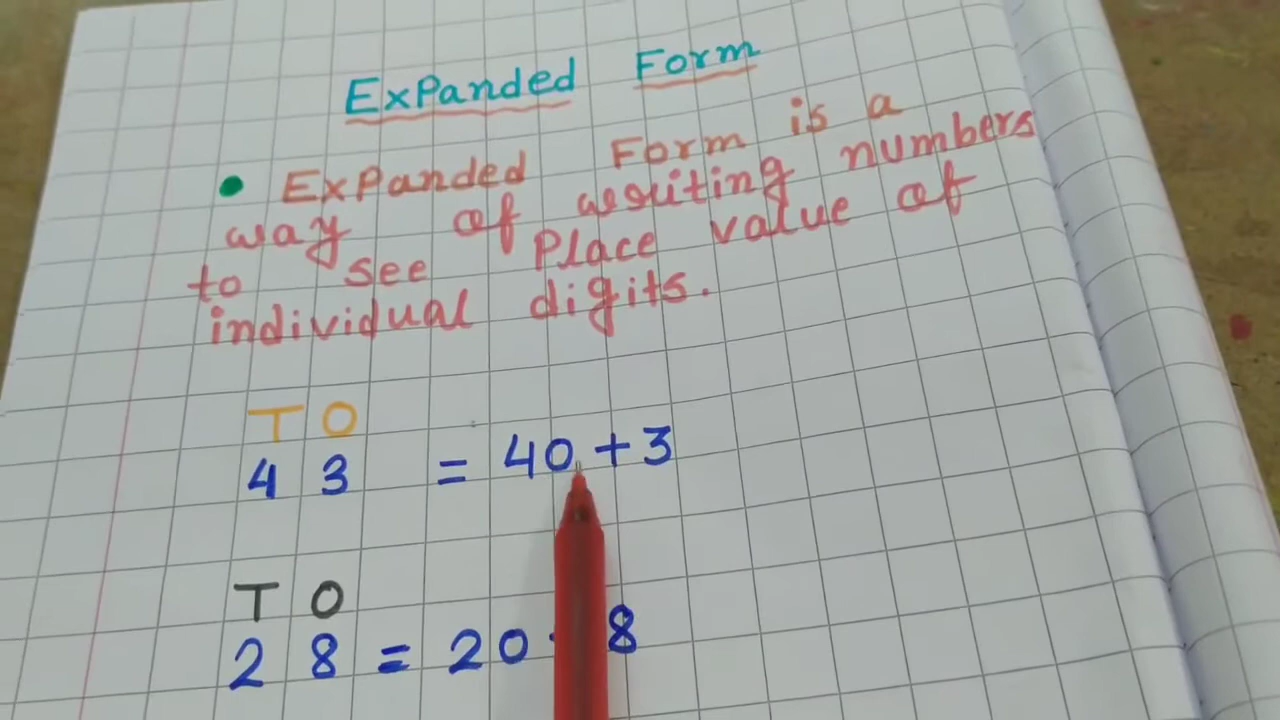 Expanded Form
• Expanded Form is a
way of writing numbers
to see Place value of
individual digits.
T O
4 3 = 40 + 3
T O
2 8 = 20 8